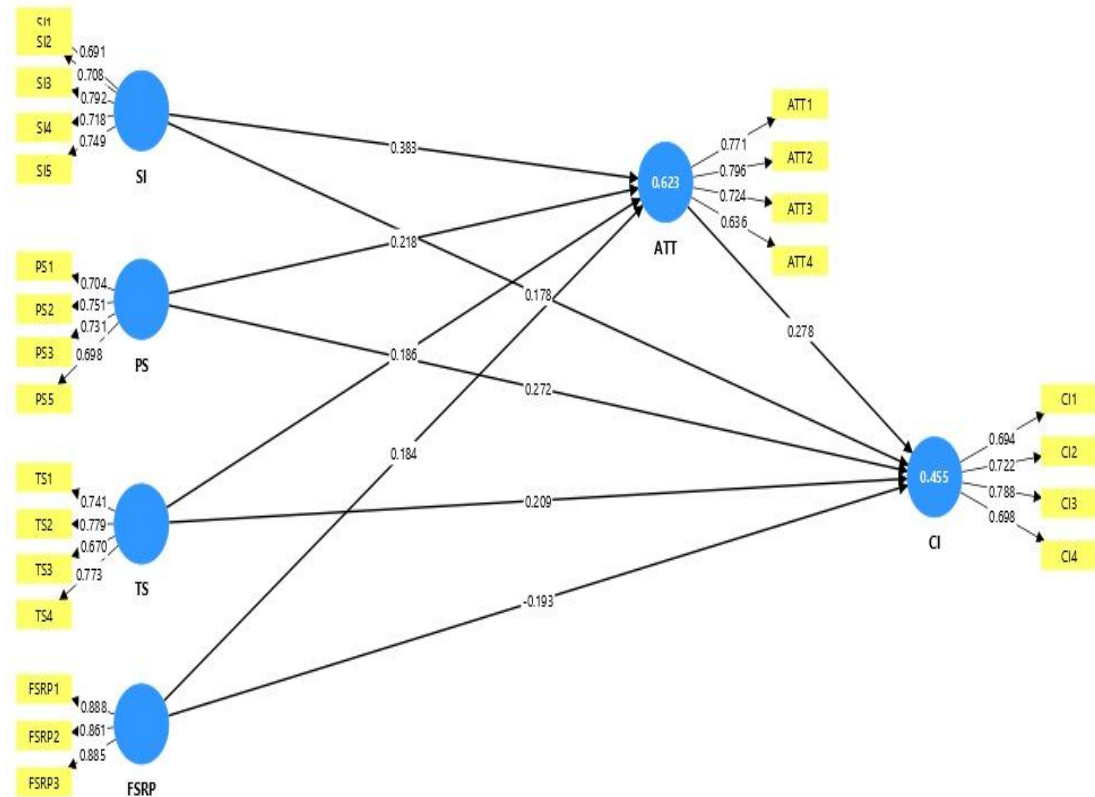 SI1
SI2
0.691
0.708
SI3
0.792
0.718
SI4
0.749
SI5
SI
PS1
0.704
PS2
0.751
0.731
PS3
0.698
PS5
PS
TS1
0.741
TS2
0.779
0.670
TS3
0.773
TS4
TS
FSRP1
0.888
FSRP2
0.861
0.885
FSRP3
FSRP
0.383
0.218
0.178
0.186
0.272
0.184
0.209
-0.193
0.278
0.623
ATT
ATT1
0.771
ATT2
0.796
0.724
ATT3
0.636
ATT4
0.455
CI
CI1
0.694
CI2
0.722
0.788
CI3
0.698
CI4